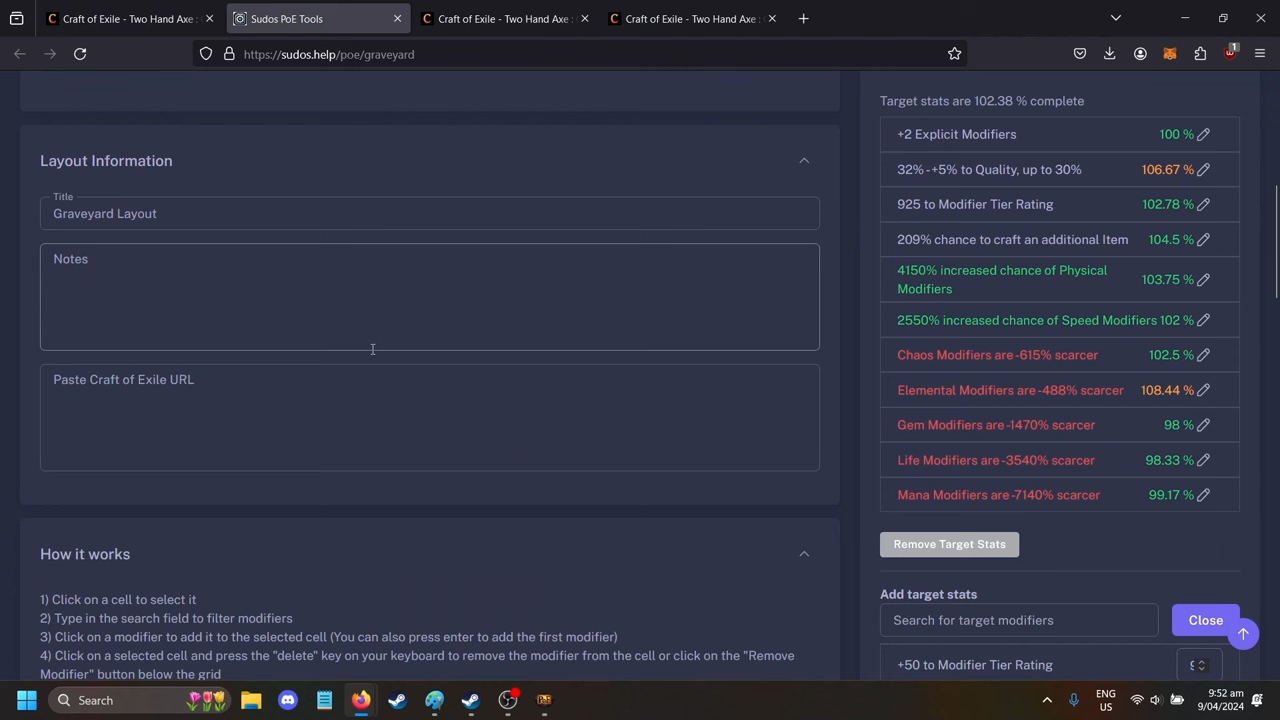 Craft of Exile - Two Hand Axe :
Sudos PoE Tools
Craft of Exile - Two Hand Axe :
Craft of Exile - Two Hand Axe :
https://sudos.help/poe/graveyard
1
Layout Information
Title
Graveyard Layout
Notes
Paste Craft of Exile URL
How it works
1) Click on a cell to select it
2) Type in the search field to filter modifiers
3) Click on a modifier to add it to the selected cell (You can also press enter to add the first modifier)
4) Click on a selected cell and press the "delete" key on your keyboard to remove the modifier from the cell or click on the "Remove
Modifier" button below the grid
Target stats are 102.38 % complete
+2 Explicit Modifiers 100 %
32% - +5% to Quality, up to 30% 106.67 %
925 to Modifier Tier Rating 102.78 %
209% chance to craft an additional Item 104.5 %
4150% increased chance of Physical
Modifiers 103.75 %
2550% increased chance of Speed Modifiers 102 %
Chaos Modifiers are -615% scarcer 102.5 %
Elemental Modifiers are -488% scarcer 108.44 %
Gem Modifiers are -1470% scarcer 98 %
Life Modifiers are -3540% scarcer 98.33 %
Mana Modifiers are -7140% scarcer 99.17 %
Remove Target Stats
Add target stats
Search for target modifiers
Close
+50 to Modifier Tier Rating
Search
ENG
US
9:52 am
9/04/2024